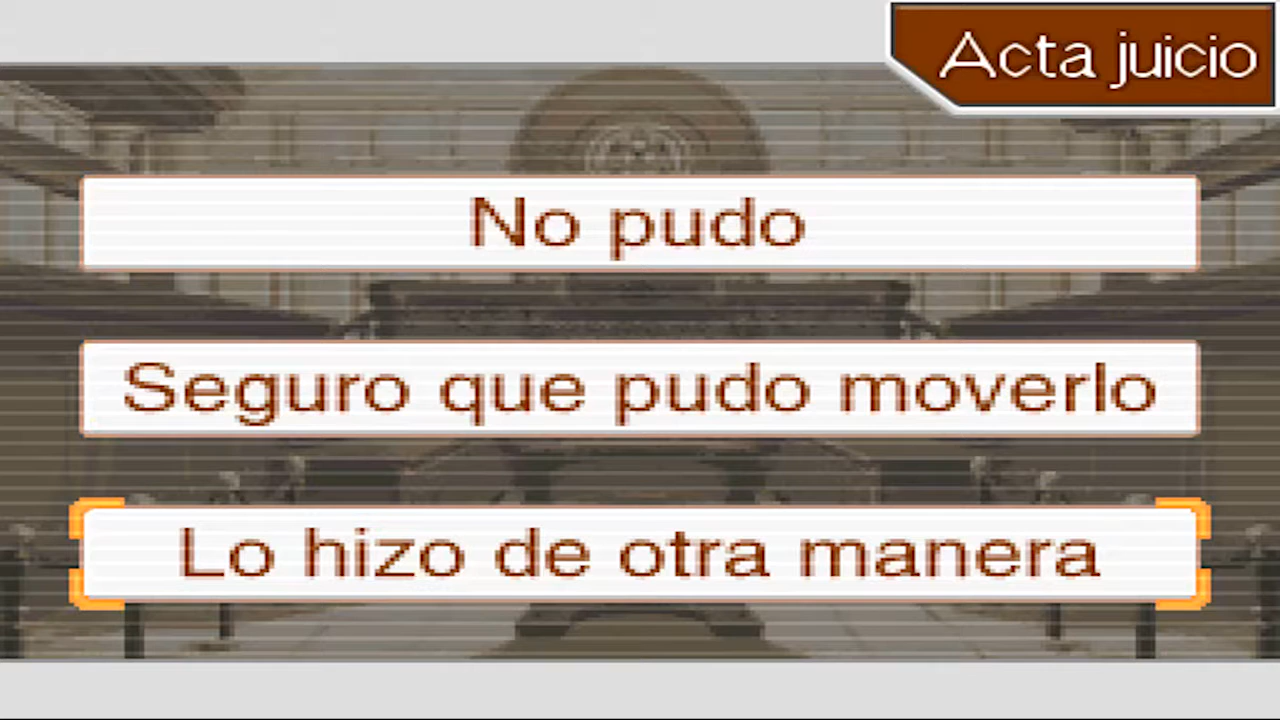 Acta juicio
No pudo
Seguro que pudo moverlo
Lo hizo de otra manera